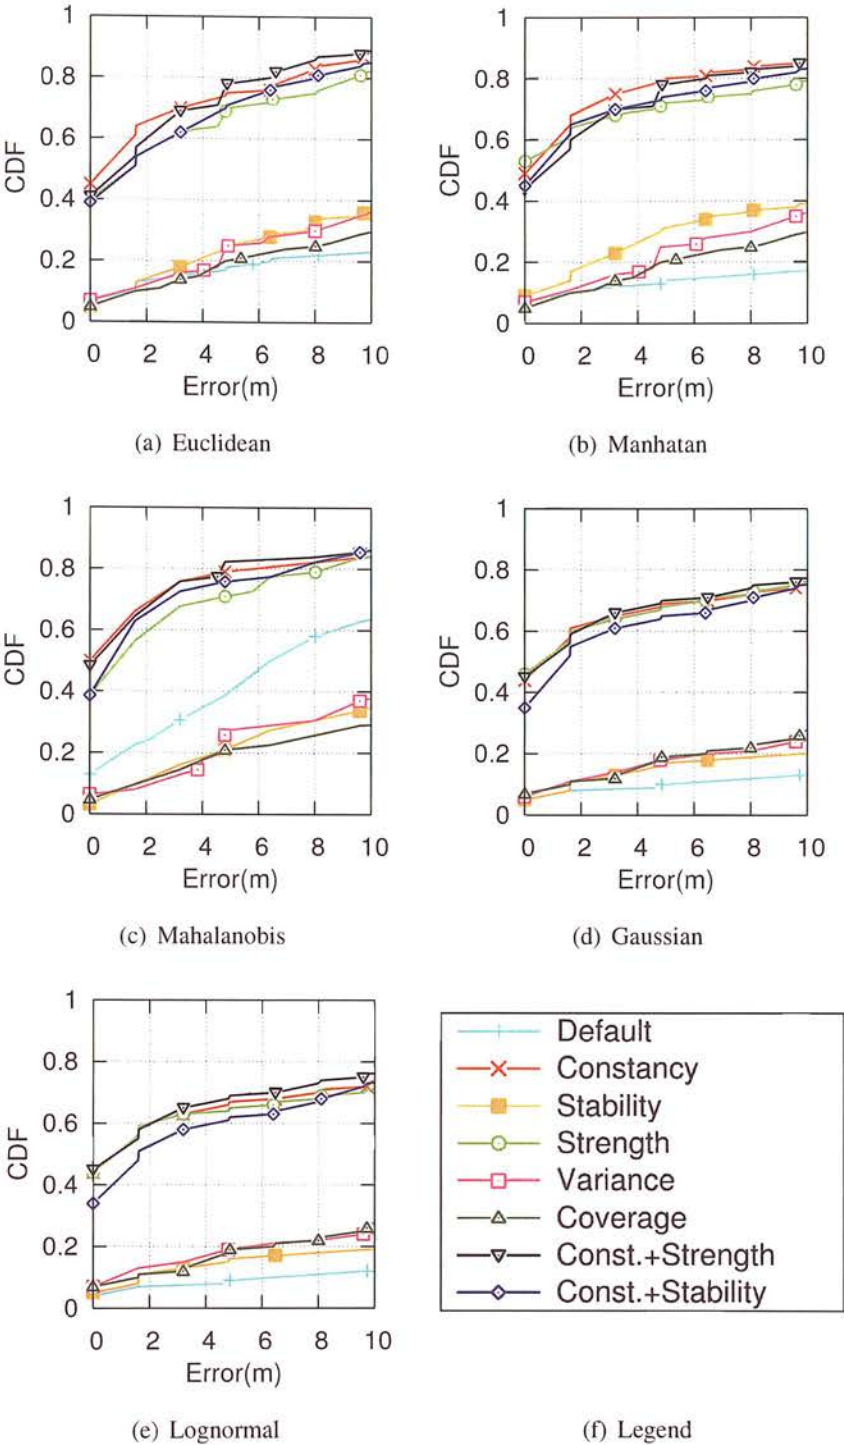 1
0.8
0.6
0.4
0.2
0
CDF
0 2 4 6 8 10
Error(m)
(a) Euclidean
1
0.8
0.6
0.4
0.2
0
CDF
0 2 4 6 8 10
Error(m)
(b) Manhatan
1
0.8
0.6
0.4
0.2
0
CDF
0 2 4 6 8 10
Error(m)
(c) Mahalanobis
1
0.8
0.6
0.4
0.2
0
CDF
0 2 4 6 8 10
Error(m)
(d) Gaussian
1
0.8
0.6
0.4
0.2
0
CDF
0 2 4 6 8 10
Error(m)
(e) Lognormal
Default
Constancy
Stability
Strength
Variance
Coverage
Const.+Strength
Const.+Stability
(f) Legend